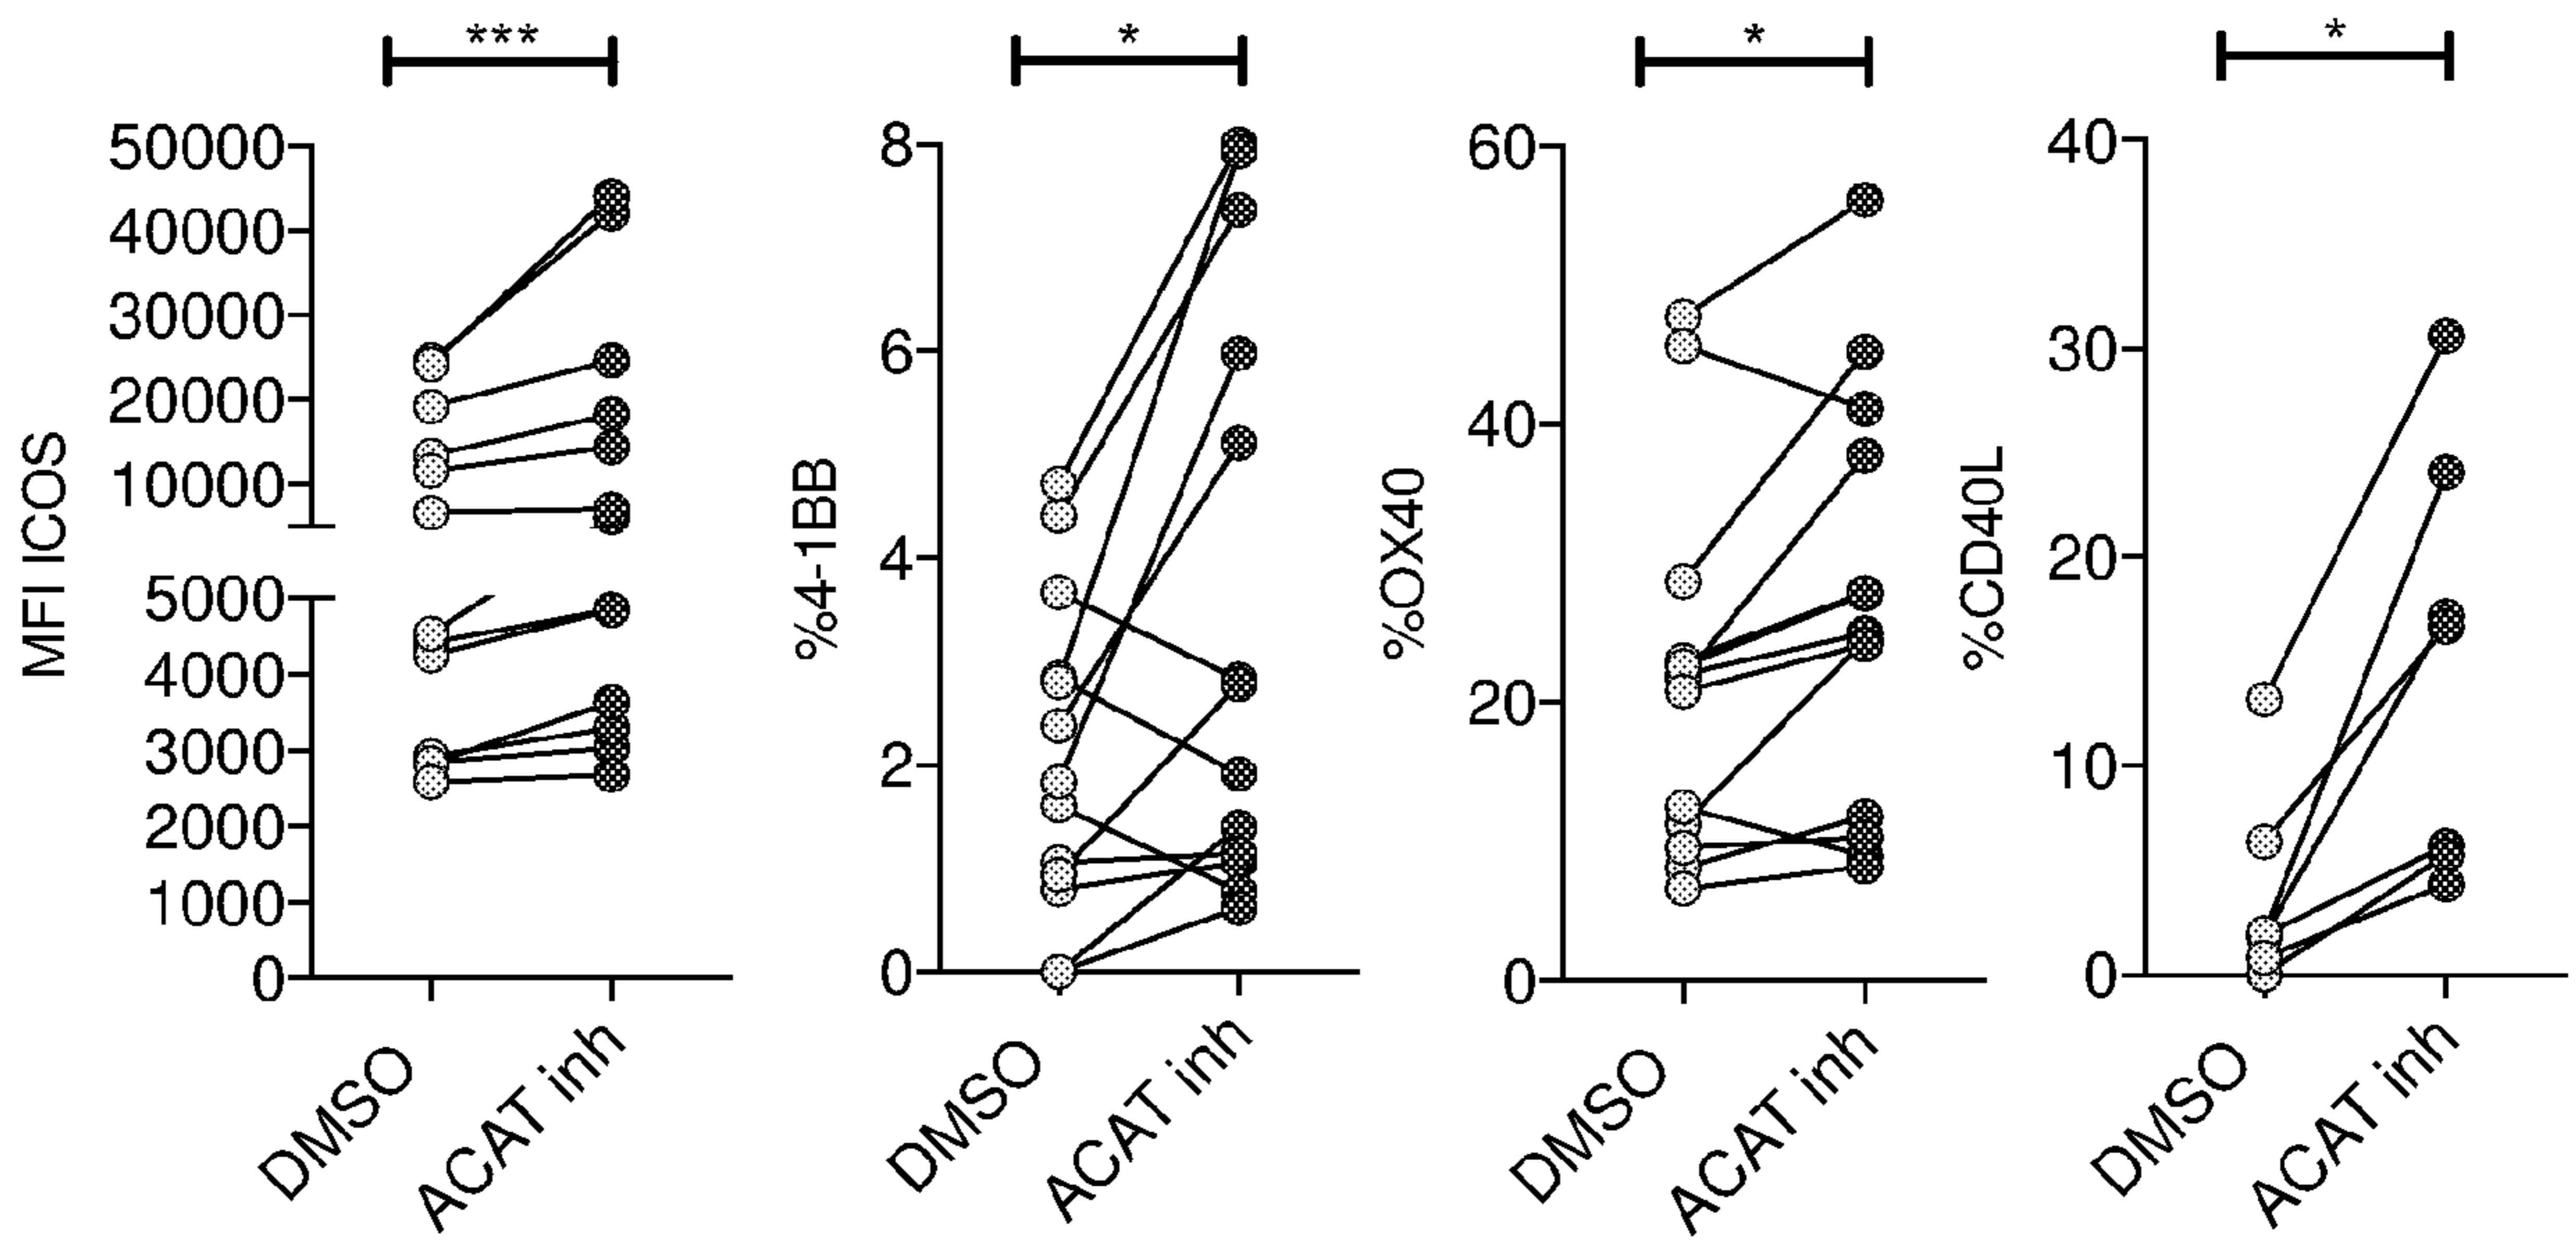 ***
MFI ICOS
50000
40000
30000
20000
10000
5000
4000
3000
2000
1000
0
DMSO
ACAT inh
*
%4-1BB
8
6
4
2
0
DMSO
ACAT inh
*
%OX40
60
40
20
0
DMSO
ACAT inh
*
%CD40L
40
30
20
10
0
DMSO
ACAT inh